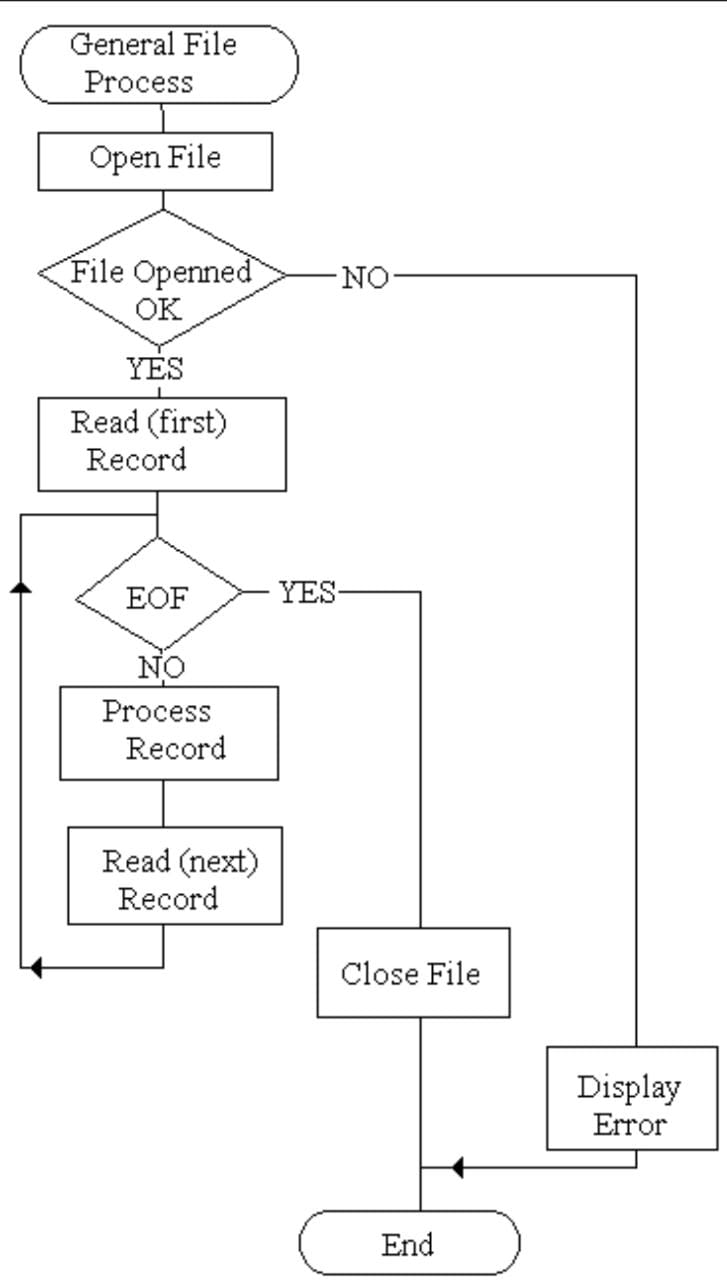 General File
Process
Open File
File Openned
OK
NO
YES
Read (first)
Record
EOF
YES
NO
Process
Record
Read (next)
Record
Close File
Display
Error
End